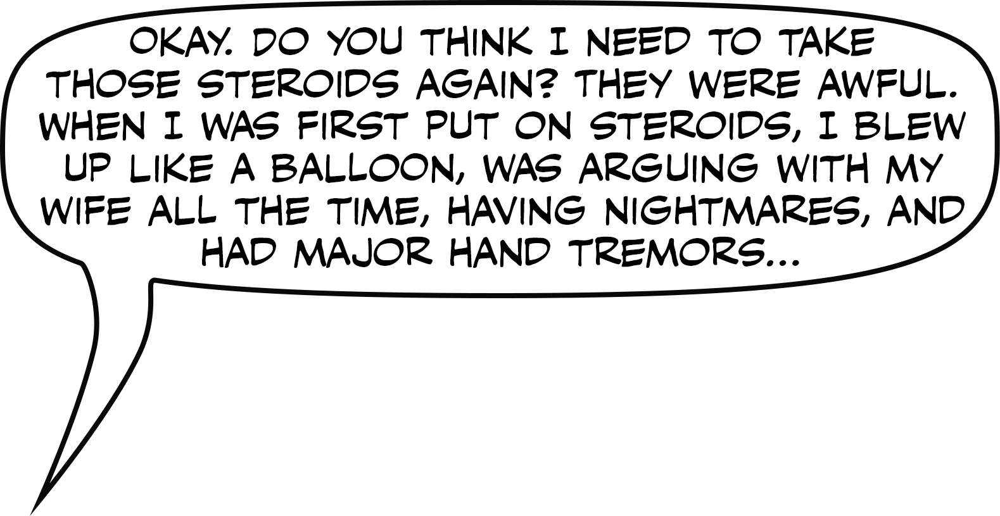 OKAY. DO YOU THINK I NEED TO TAKE
THOSE STEROIDS AGAIN? THEY WERE AWFUL.
WHEN I WAS FIRST PUT ON STEROIDS, I BLEW
UP LIKE A BALLOON, WAS ARGUING WITH MY
WIFE ALL THE TIME, HAVING NIGHTMARES, AND
HAD MAJOR HAND TREMORS...